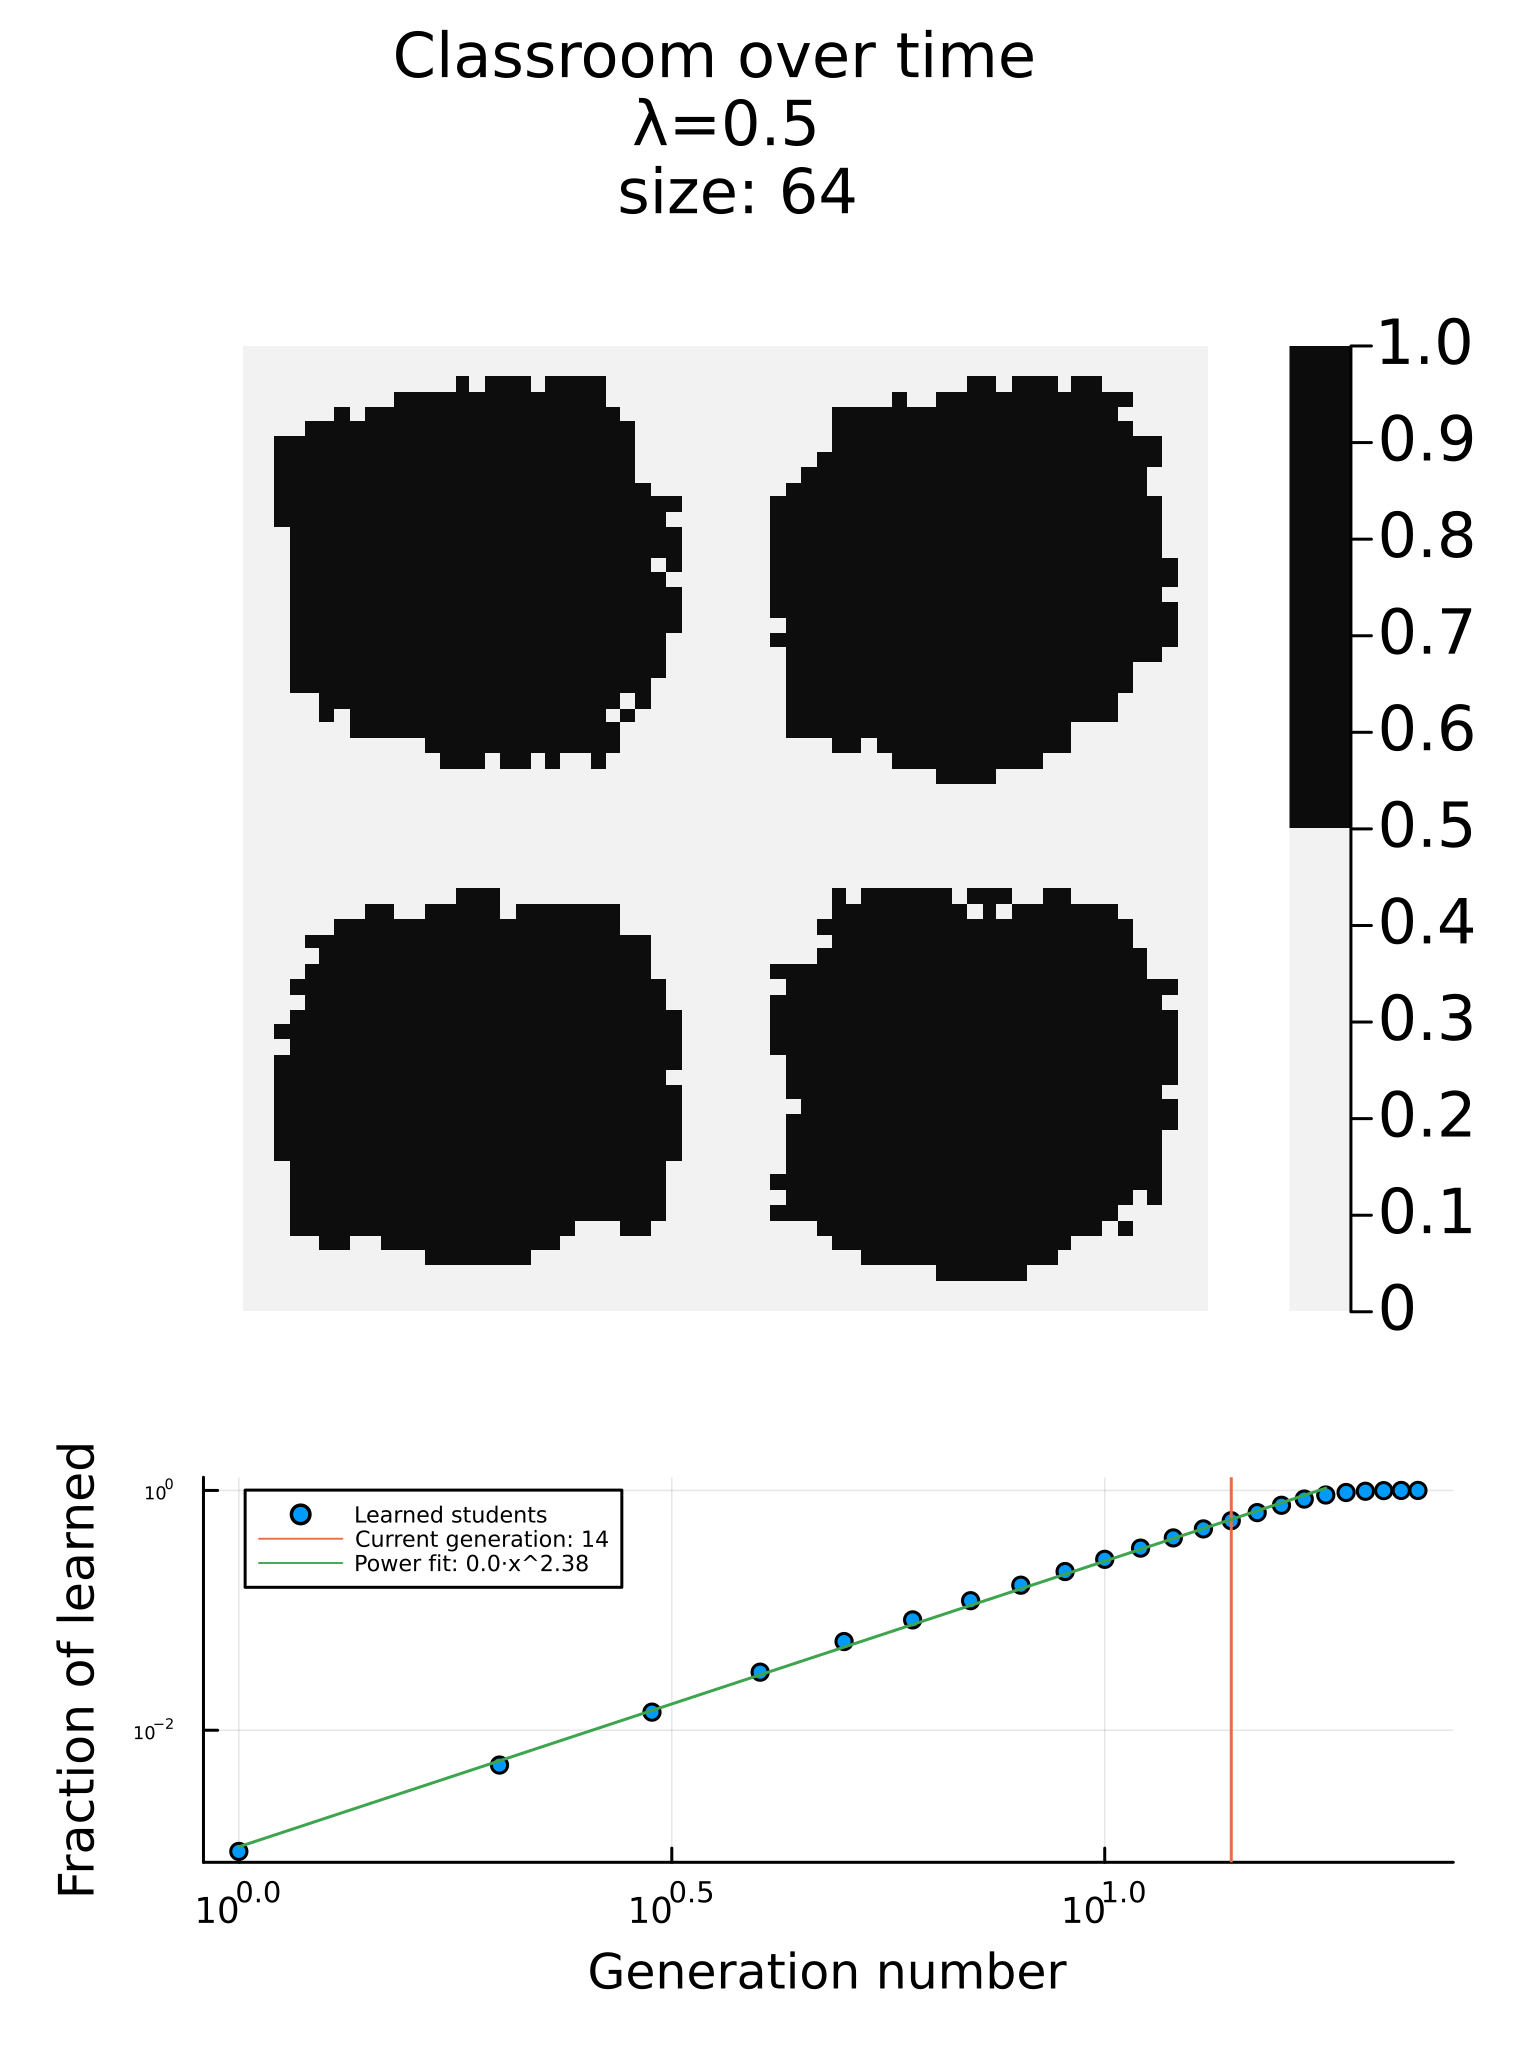 Classroom over time
λ=0.5
size: 64
1.0
0.9
0.8
0.7
0.6
0.5
0.4
0.3
0.2
0.1
0
Fraction of learned
10⁰
10⁻²
Learned students
Current generation: 14
Power fit: 0.0·x^2.38
10^0.0 10^0.5 10^1.0
Generation number